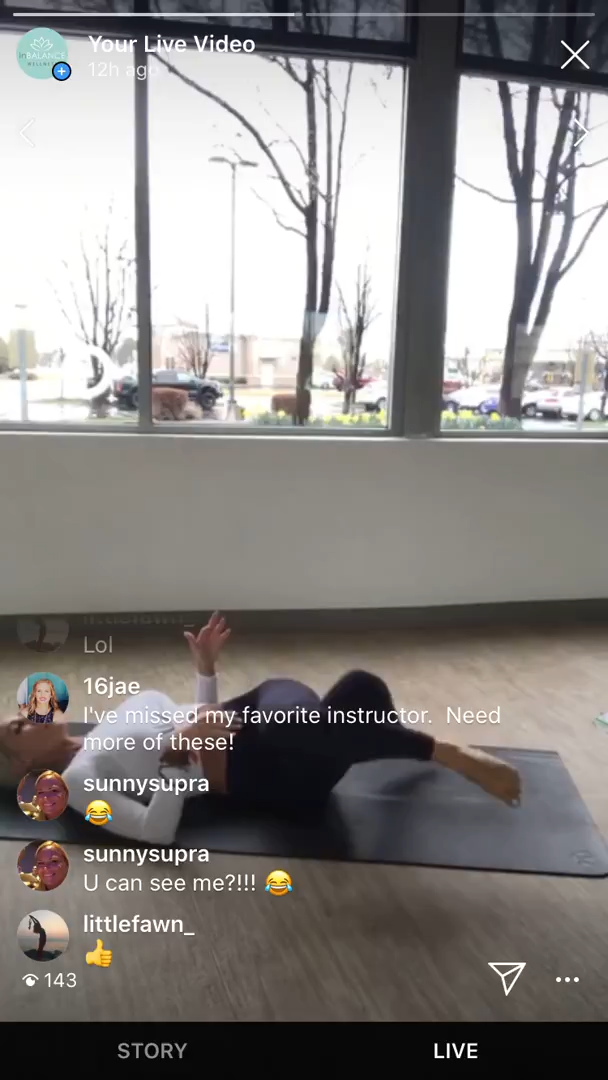 Your Live Video
12h ago
Lol
16jae
I've missed my favorite instructor. Need
more of these!
sunnysupra
😂
sunnysupra
U can see me?!!! 😂
littlefawn_
👍
143
STORY
LIVE